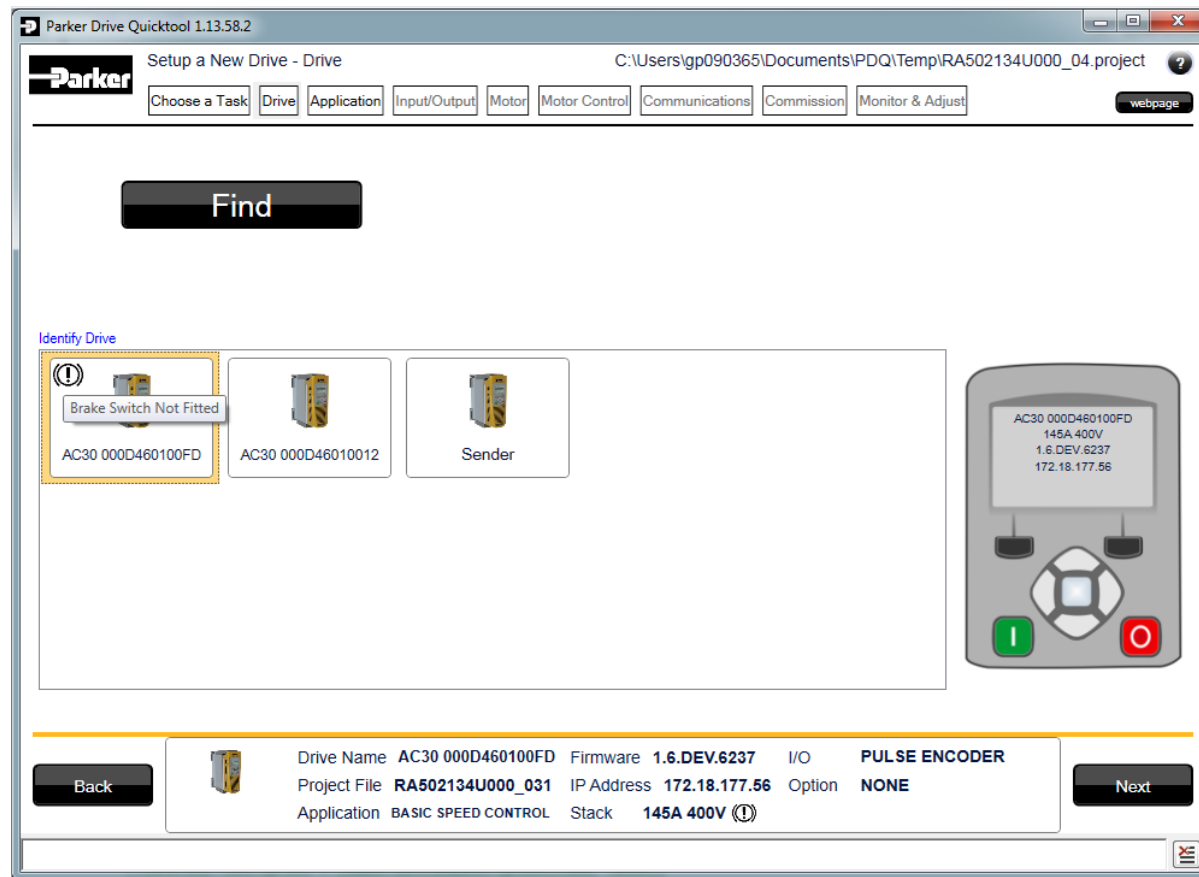 Parker Drive Quicktool 1.13.58.2
Setup a New Drive - Drive
C:\Users\gp090365\Documents\PDQ\Temp\RA502134U000_04.project
?
Parker
Choose a Task Drive Application Input/Output Motor Motor Control Communications Commission Monitor & Adjust
webpage
Find
Identify Drive
(!)
Brake Switch Not Fitted
AC30 000D460100FD
AC30 000D46010012
Sender
AC30 000D460100FD
145A 400V
1.6.DEV.6237
172.18.177.56
I
O
Back
Drive Name AC30 000D460100FD Firmware 1.6.DEV.6237 I/O PULSE ENCODER
Project File RA502134U000_031 IP Address 172.18.177.56 Option NONE
Application BASIC SPEED CONTROL Stack 145A 400V (!)
Next